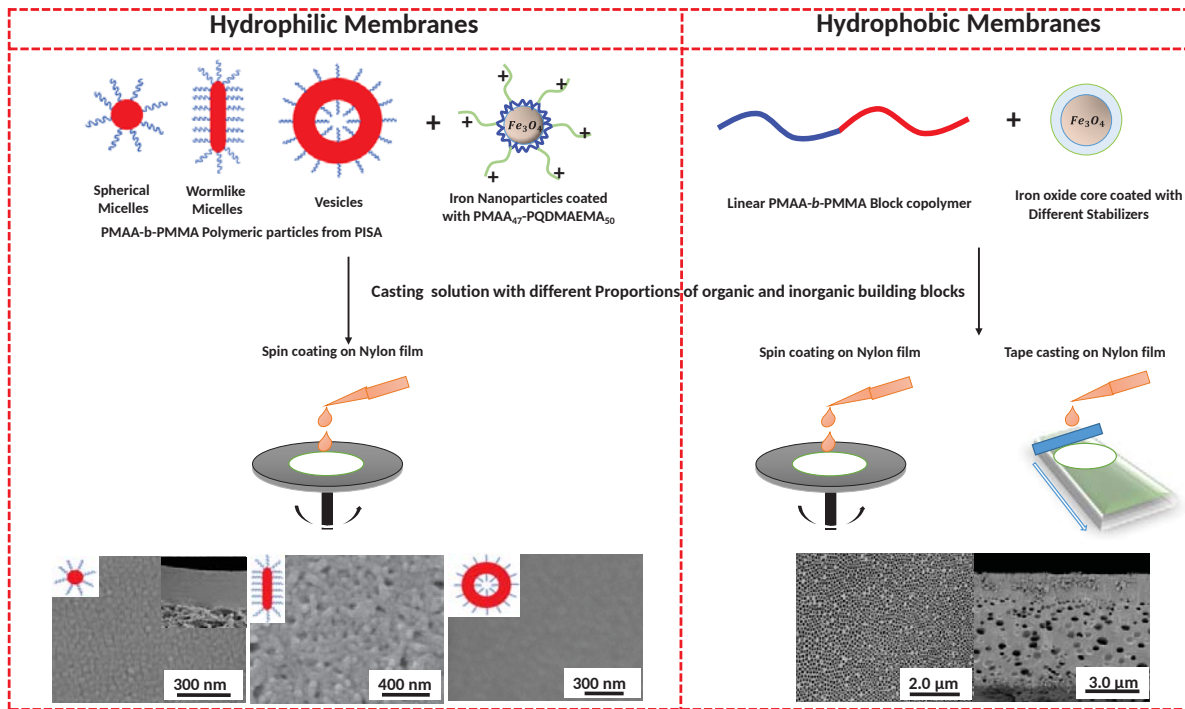 Hydrophilic Membranes
Hydrophobic Membranes
Spherical
Micelles
Wormlike
Micelles
Vesicles
PMAA-b-PMMA Polymeric particles from PISA
+
Fe₃O₄
+
+
+
+
+
+
Iron Nanoparticles coated
with PMAA₄₇-PQDMAEMA₅₀
Linear PMAA-b-PMMA Block copolymer
+
Fe₃O₄
Iron oxide core coated with
Different Stabilizers
Casting solution with different Proportions of organic and inorganic building blocks
Spin coating on Nylon film
Spin coating on Nylon film
Tape casting on Nylon film
300 nm
400 nm
300 nm
2.0 µm
3.0 µm